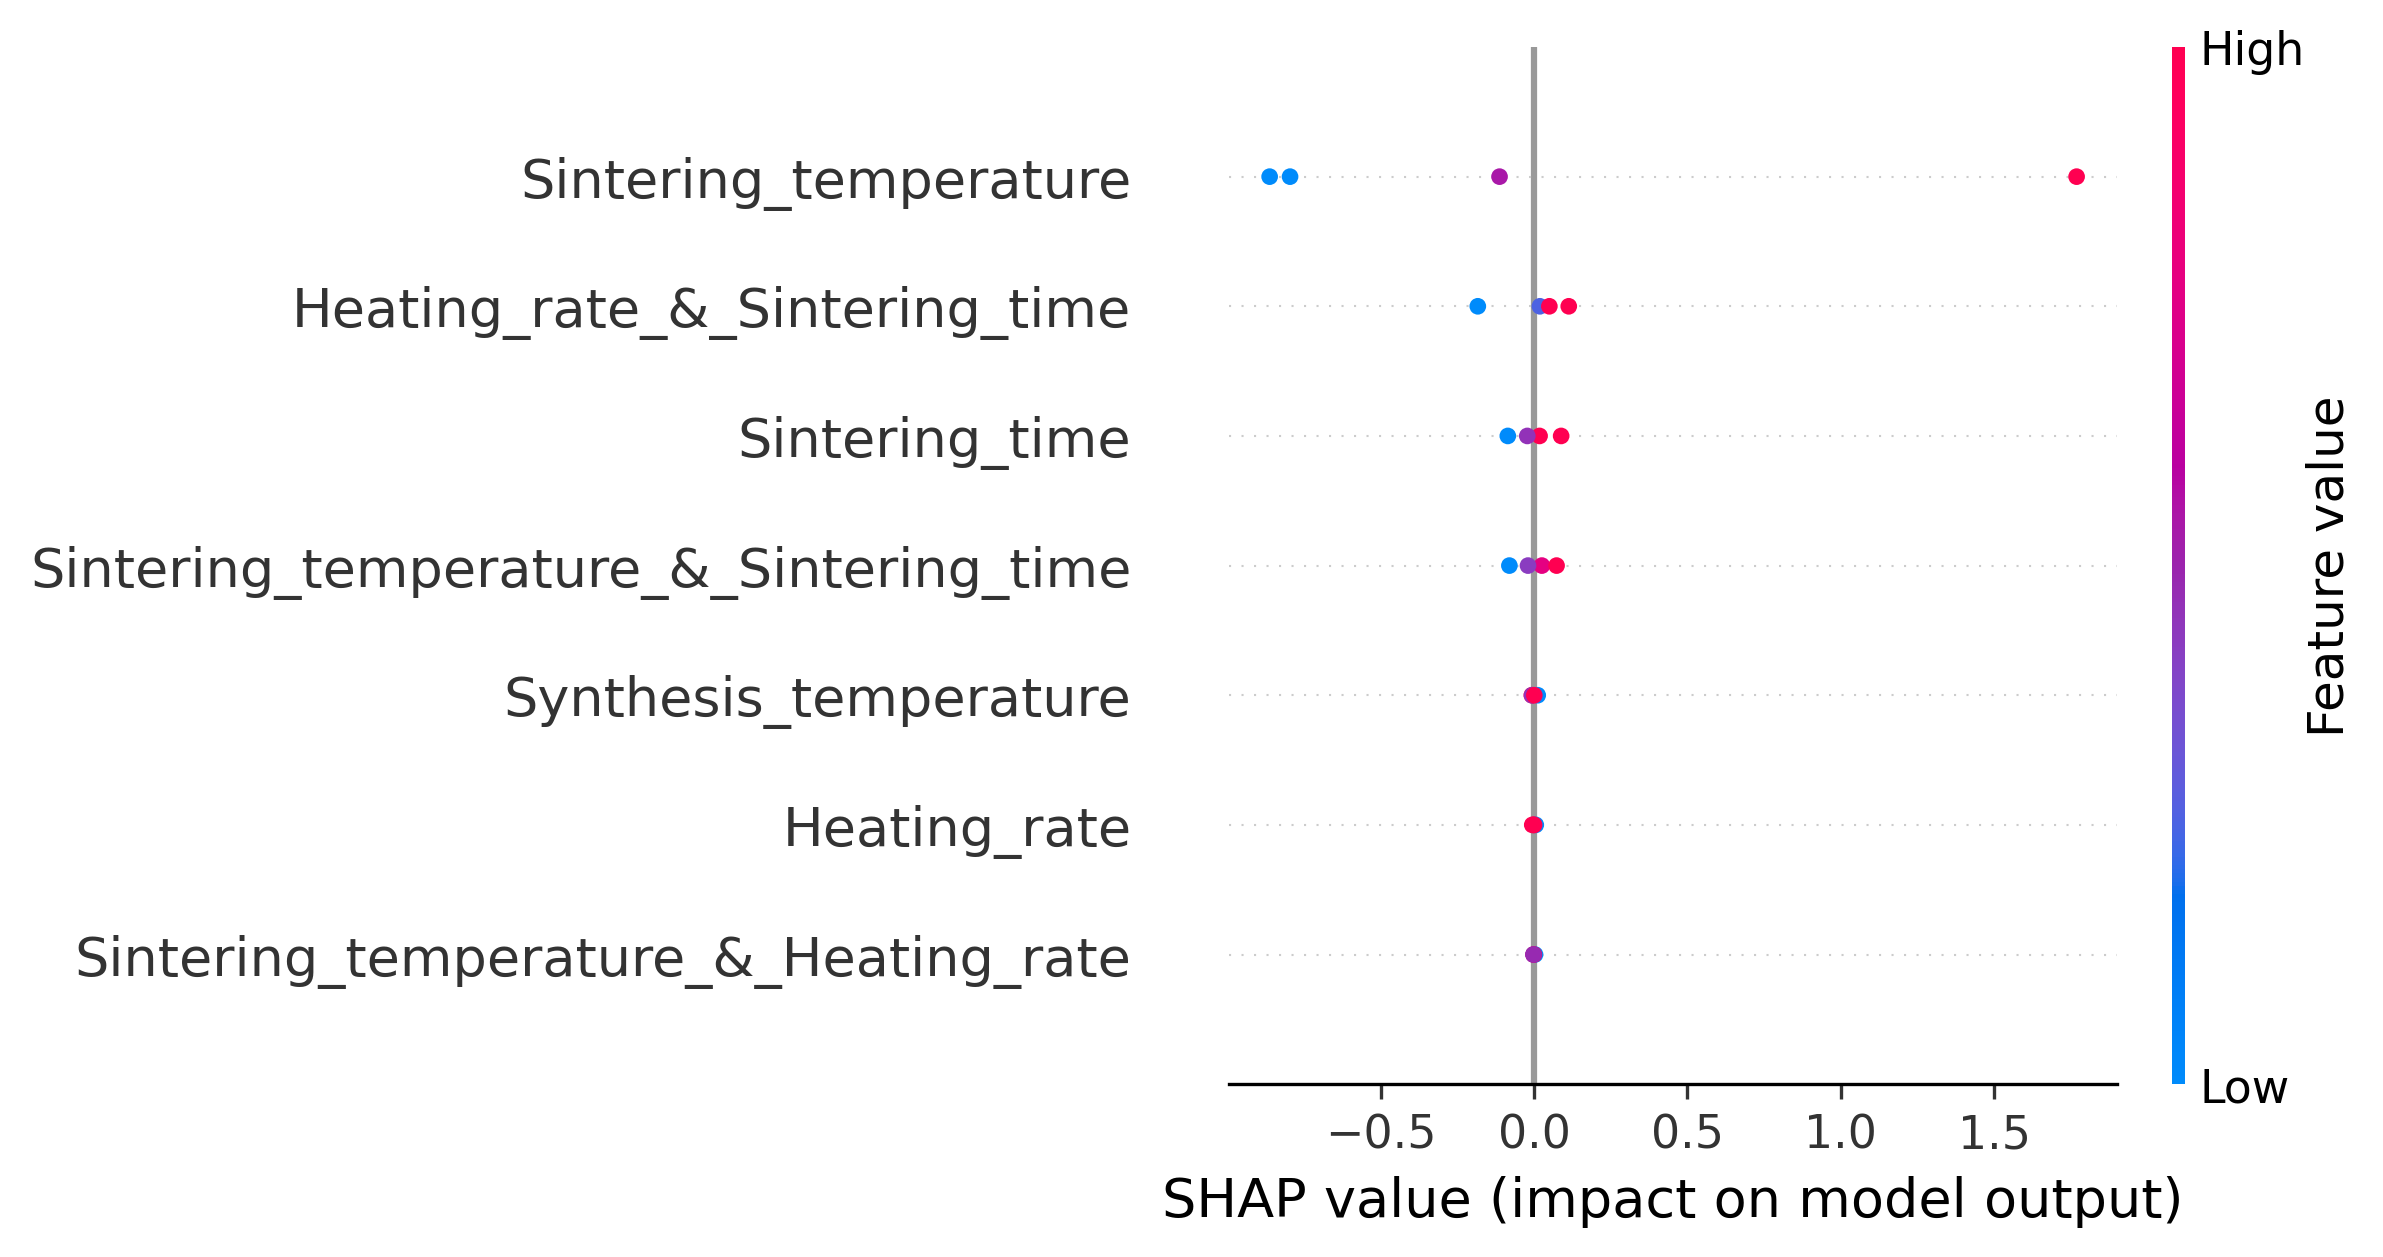 High
Sintering_temperature
Heating_rate_&_Sintering_time
Sintering_time
Sintering_temperature_&_Sintering_time
Synthesis_temperature
Heating_rate
Sintering_temperature_&_Heating_rate
Feature value
Low
−0.5 0.0 0.5 1.0 1.5
SHAP value (impact on model output)